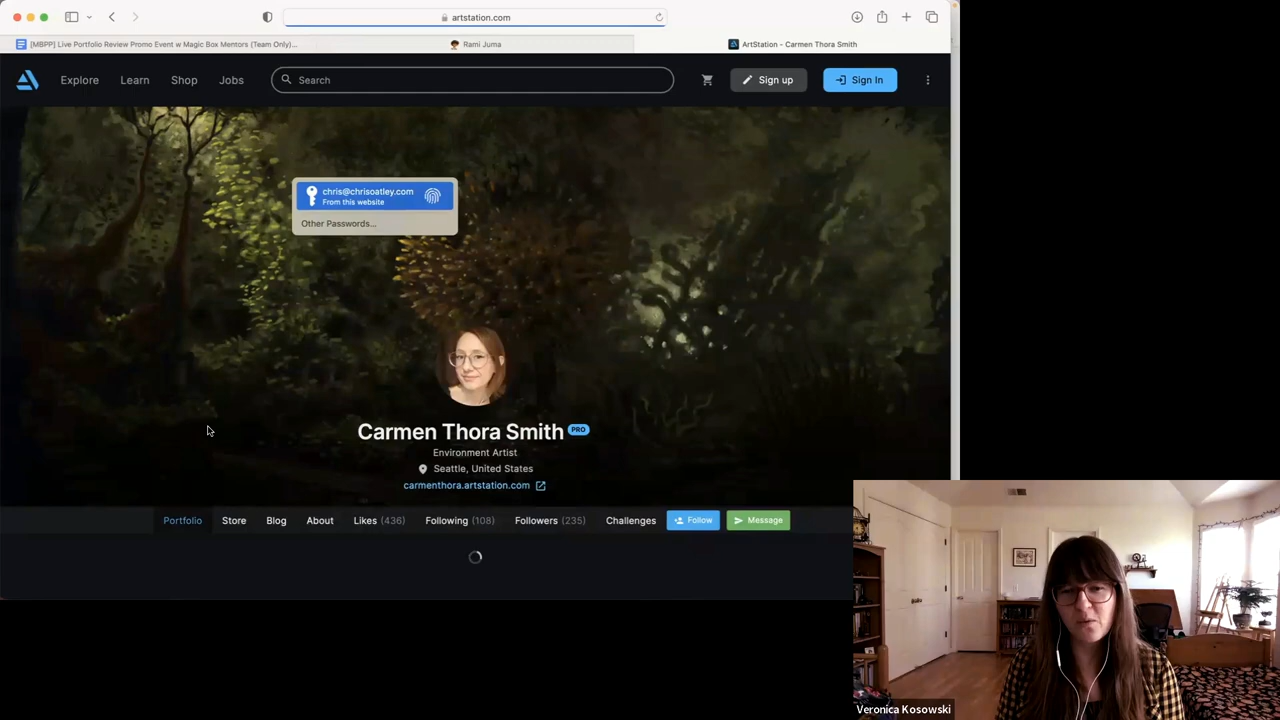 artstation.com
[MBPP] Live Portfolio Review Promo Event w Magic Box Mentors (Team Only)...
Rami Juma
ArtStation - Carmen Thora Smith
Explore
Learn
Shop
Jobs
Search
Sign up
Sign In
chris@chrisoatley.com
From this website
Other Passwords...
Carmen Thora Smith PRO
Environment Artist
Seattle, United States
carmenthora.artstation.com
Portfolio
Store
Blog
About
Likes (436)
Following (108)
Followers (235)
Challenges
Follow
Message
Veronica Kosowski